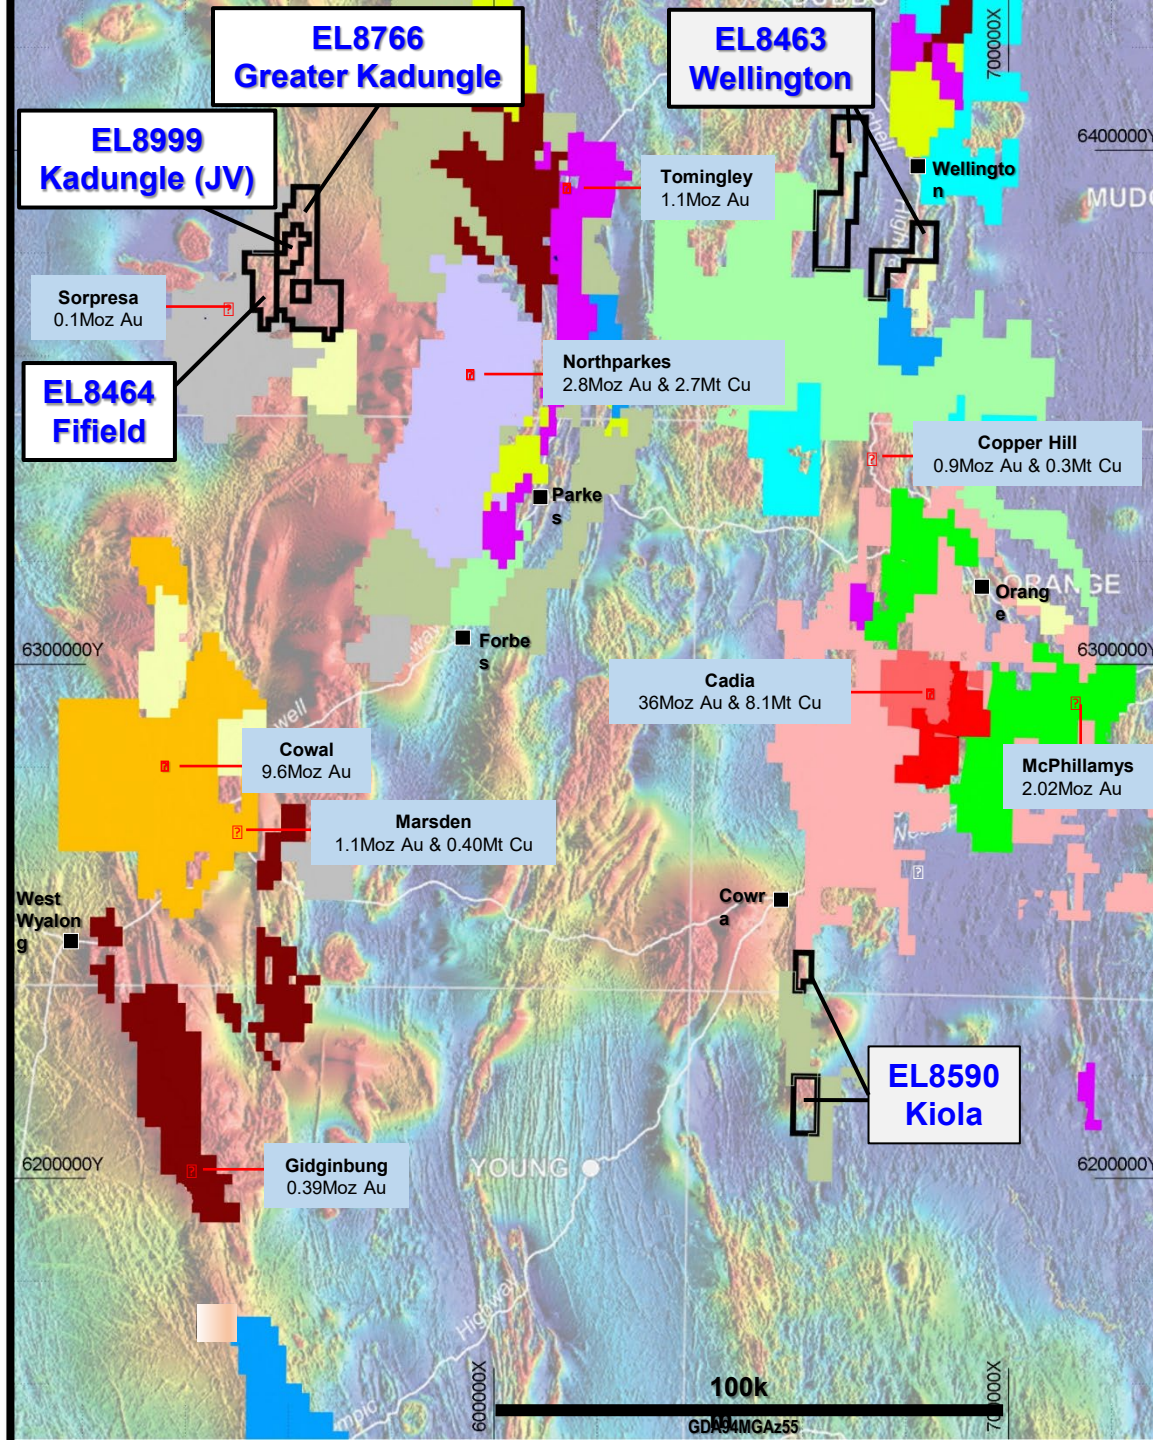 DUBBO
EL8766
Greater Kadungle
EL8463
Wellington
700000X
EL8999
Kadungle (JV)
6400000Y
Tomingley
1.1Moz Au
Wellingto
n
MUDG
Sorpresa
0.1Moz Au
Northparkes
2.8Moz Au & 2.7Mt Cu
EL8464
Fifield
Copper Hill
0.9Moz Au & 0.3Mt Cu
Parke
s
ORANGE
Orang
e
Forbe
s
6300000Y
6300000Y
Cadia
36Moz Au & 8.1Mt Cu
Cowal
9.6Moz Au
McPhillamys
2.02Moz Au
Marsden
1.1Moz Au & 0.40Mt Cu
West
Wyalon
g
Cowr
a
EL8590
Kiola
6200000Y
6200000Y
Gidginbung
0.39Moz Au
YOUNG
Highway
600000X
700000X
100k
m
GDA94MGAz55